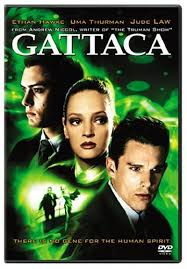 ETHAN HAWKE UMA THURMAN JUDE LAW
FROM ANDREW NICCOL, WRITER OF "THE TRUMAN SHOW"
GATTACA
THERE IS NO GENE FOR THE HUMAN SPIRIT
DVD